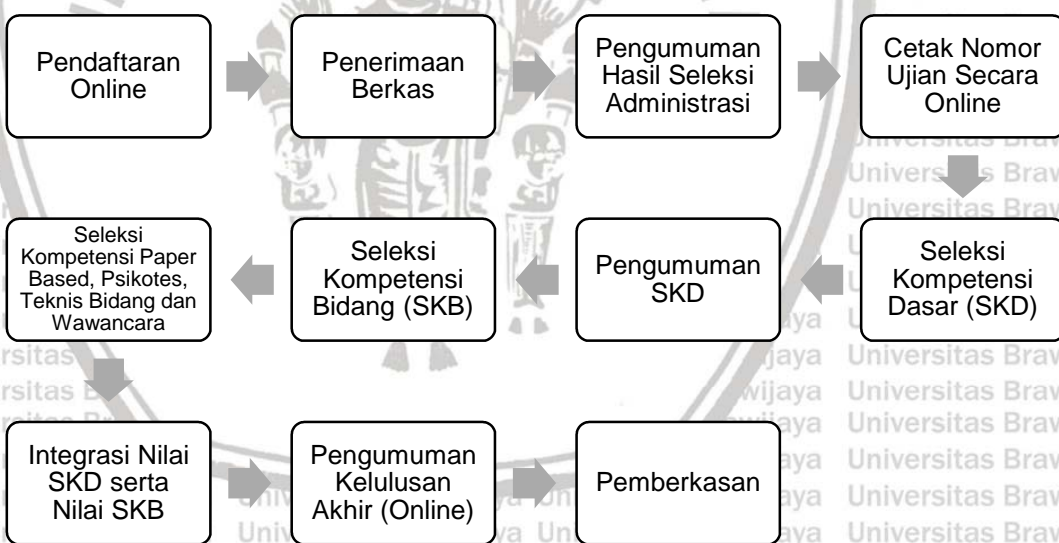 Pendaftaran
Online
Penerimaan
Berkas
Pengumuman
Hasil Seleksi
Administrasi
Cetak Nomor
Ujian Secara
Online
Seleksi
Kompetensi
Dasar (SKD)
Pengumuman
SKD
Seleksi
Kompetensi
Bidang (SKB)
Seleksi
Kompetensi Paper
Based, Psikotes,
Teknis Bidang dan
Wawancara
Integrasi Nilai
SKD serta
Nilai SKB
Pengumuman
Kelulusan
Akhir (Online)
Pemberkasan
Universitas Braw
Universitas Braw
Universitas Braw
Universitas Braw
Universitas Braw
Universitas Braw
Universitas Braw
Universitas Braw